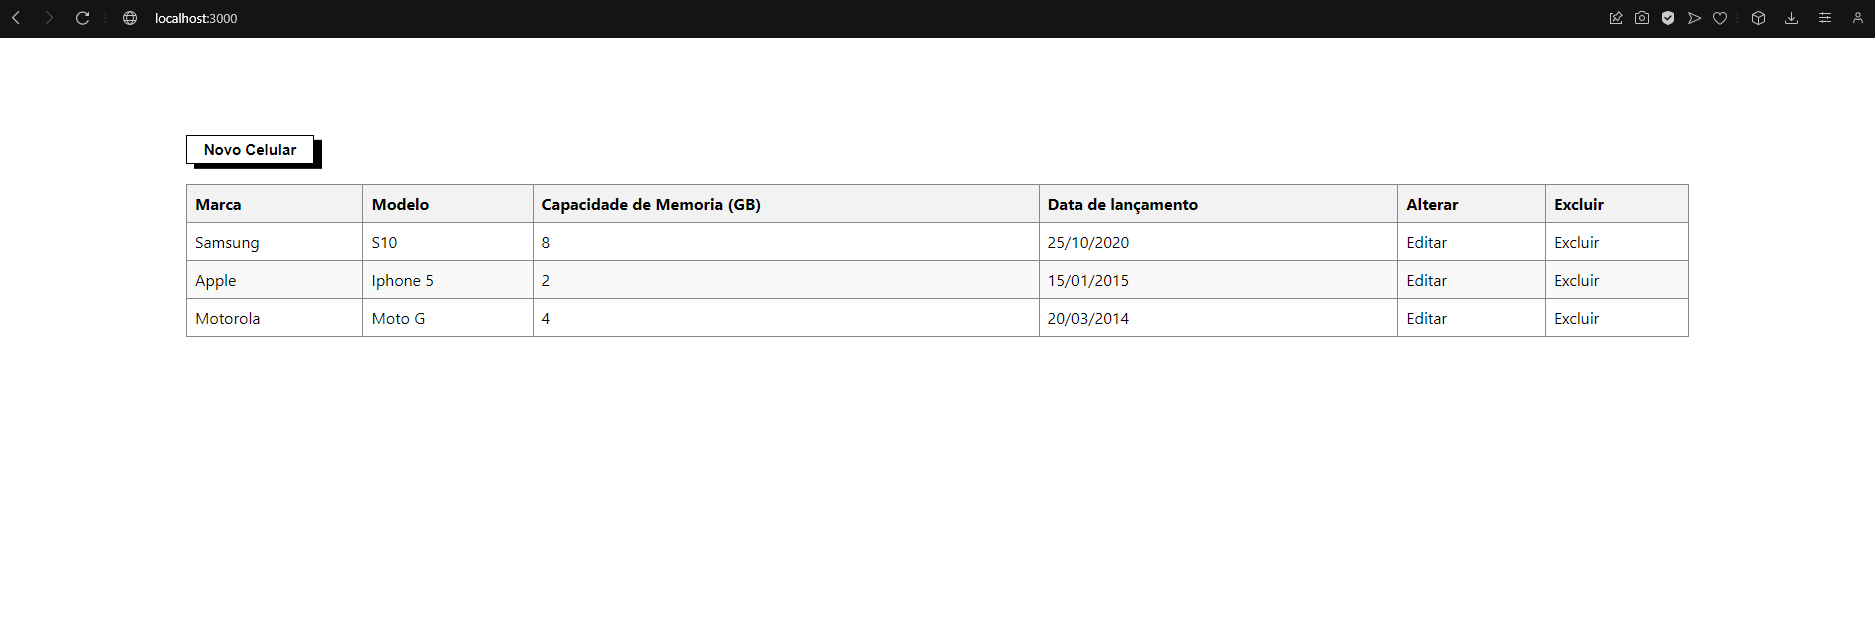 localhost:3000
Novo Celular
Marca Modelo Capacidade de Memoria (GB) Data de lançamento Alterar Excluir
Samsung S10 8 25/10/2020 Editar Excluir
Apple Iphone 5 2 15/01/2015 Editar Excluir
Motorola Moto G 4 20/03/2014 Editar Excluir